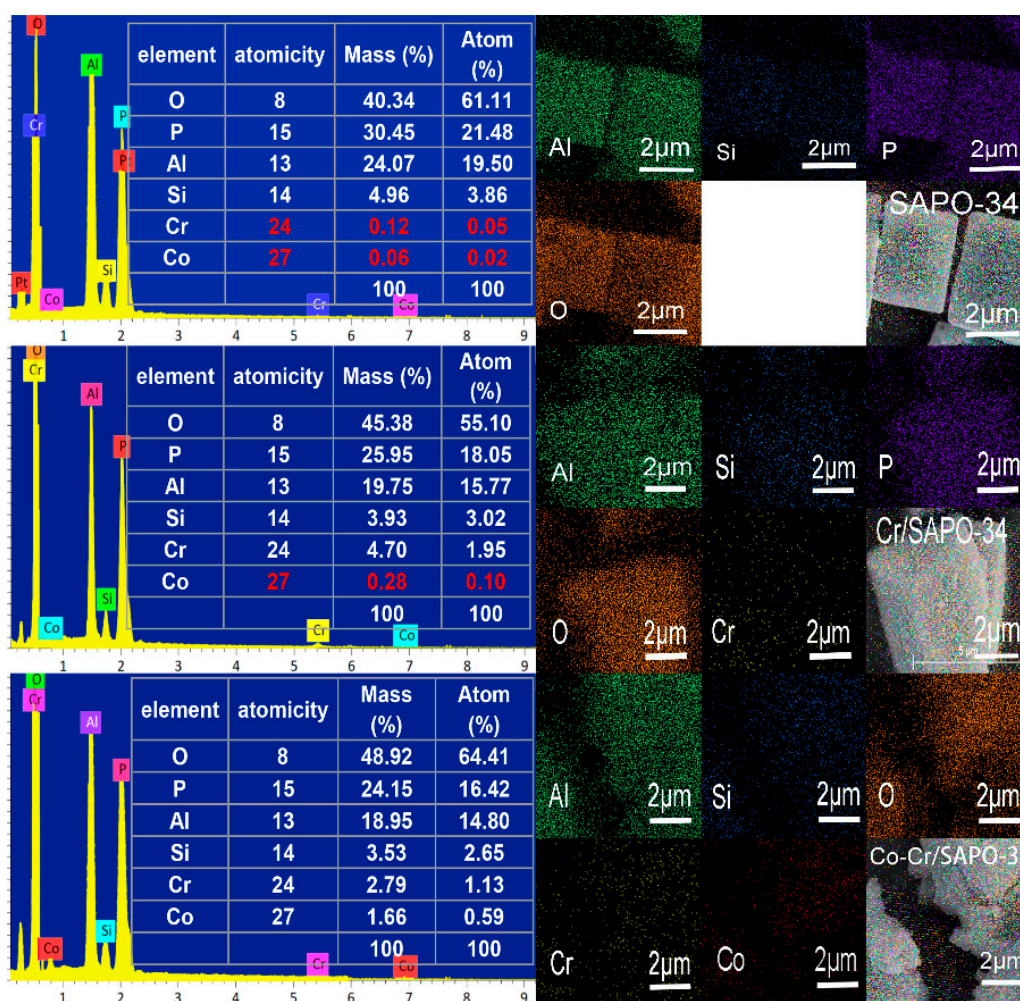 O
Al
Cr
P
Pt
Pt
Si
Co
Cr
Co
1 2 3 4 5 6 7 8 9
element atomicity Mass (%) Atom (%)
O 8 40.34 61.11
P 15 30.45 21.48
Al 13 24.07 19.50
Si 14 4.96 3.86
Cr 24 0.12 0.05
Co 27 0.06 0.02
100 100
Al 2μm
Si 2μm
P 2μm
O 2μm
SAPO-34
2μm
O
Cr
Al
P
Si
Co
Cr
Co
1 2 3 4 5 6 7 8 9
element atomicity Mass (%) Atom (%)
O 8 45.38 55.10
P 15 25.95 18.05
Al 13 19.75 15.77
Si 14 3.93 3.02
Cr 24 4.70 1.95
Co 27 0.28 0.10
100 100
Al 2μm
Si 2μm
P 2μm
O 2μm
Cr 2μm
Cr/SAPO-34
2μm
O
Cr
Al
P
Si
Co
Cr
Co
1 2 3 4 5 6 7 8 9
element atomicity Mass (%) Atom (%)
O 8 48.92 64.41
P 15 24.15 16.42
Al 13 18.95 14.80
Si 14 3.53 2.65
Cr 24 2.79 1.13
Co 27 1.66 0.59
100 100
Al 2μm
Si 2μm
O 2μm
Cr 2μm
Co 2μm
Co-Cr/SAPO-3
2μm